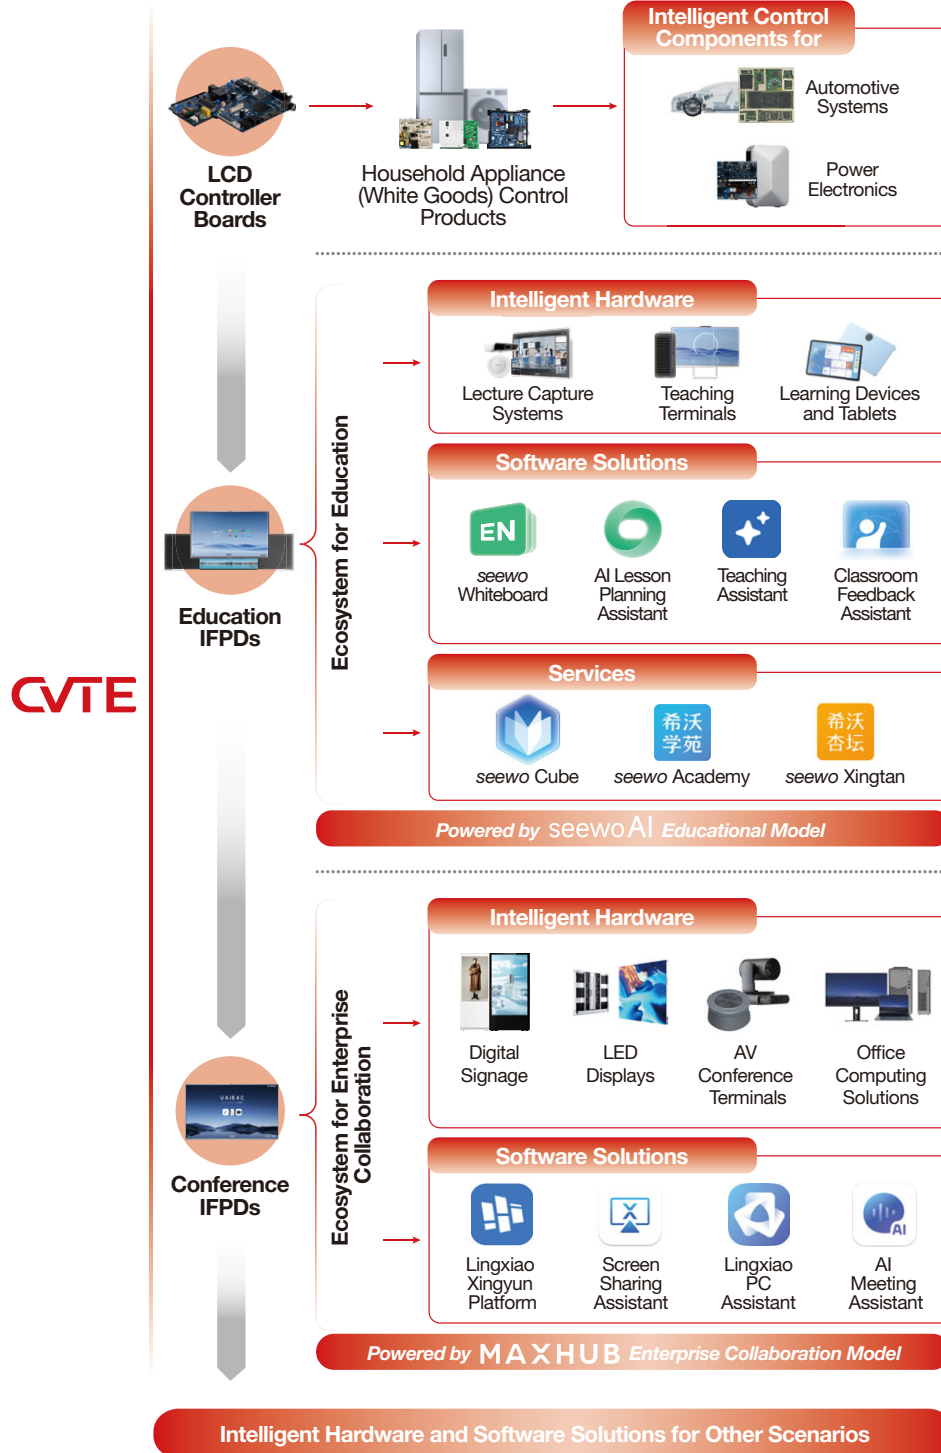 CVTE
LCD
Controller
Boards
Household Appliance
(White Goods) Control
Products
Intelligent Control
Components for
Automotive
Systems
Power
Electronics
Ecosystem for Education
Intelligent Hardware
Lecture Capture
Systems
Teaching
Terminals
Learning Devices
and Tablets
Software Solutions
EN
seewo
Whiteboard
AI Lesson
Planning
Assistant
Teaching
Assistant
Classroom
Feedback
Assistant
Education
IFPDs
Services
希沃
学苑
希沃
杏坛
seewo Cube
seewo Academy
seewo Xingtan
Powered by seewo AI Educational Model
Ecosystem for Enterprise
Collaboration
Intelligent Hardware
Digital
Signage
LED
Displays
AV
Conference
Terminals
Office
Computing
Solutions
Conference
IFPDs
Software Solutions
X
AI
Lingxiao
Xingyun
Platform
Screen
Sharing
Assistant
Lingxiao
PC
Assistant
AI
Meeting
Assistant
Powered by MAXHUB Enterprise Collaboration Model
Intelligent Hardware and Software Solutions for Other Scenarios